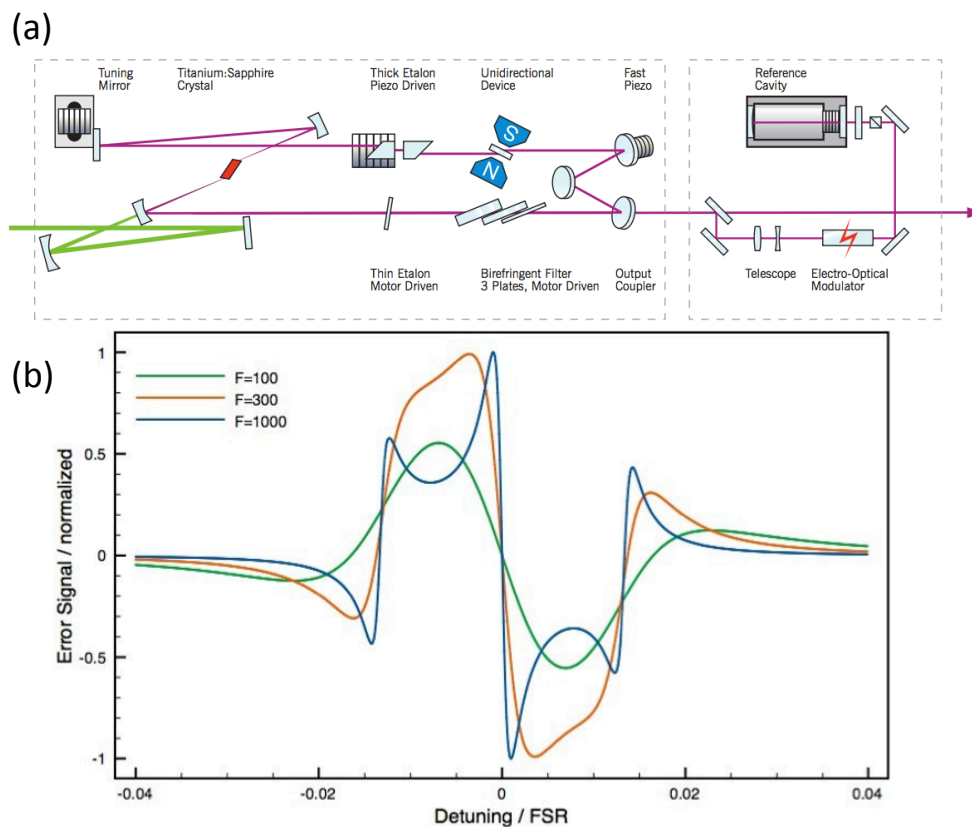 (a)
Tuning
Mirror
Titanium:Sapphire
Crystal
Thick Etalon
Piezo Driven
Unidirectional
Device
Fast
Piezo
Reference
Cavity
S
N
Thin Etalon
Motor Driven
Birefringent Filter
3 Plates, Motor Driven
Output
Coupler
Telescope
Electro-Optical
Modulator
(b)
F=100
F=300
F=1000
1
0.5
0
-0.5
-1
Error Signal / normalized
-0.04
-0.02
-0
0.02
0.04
Detuning / FSR